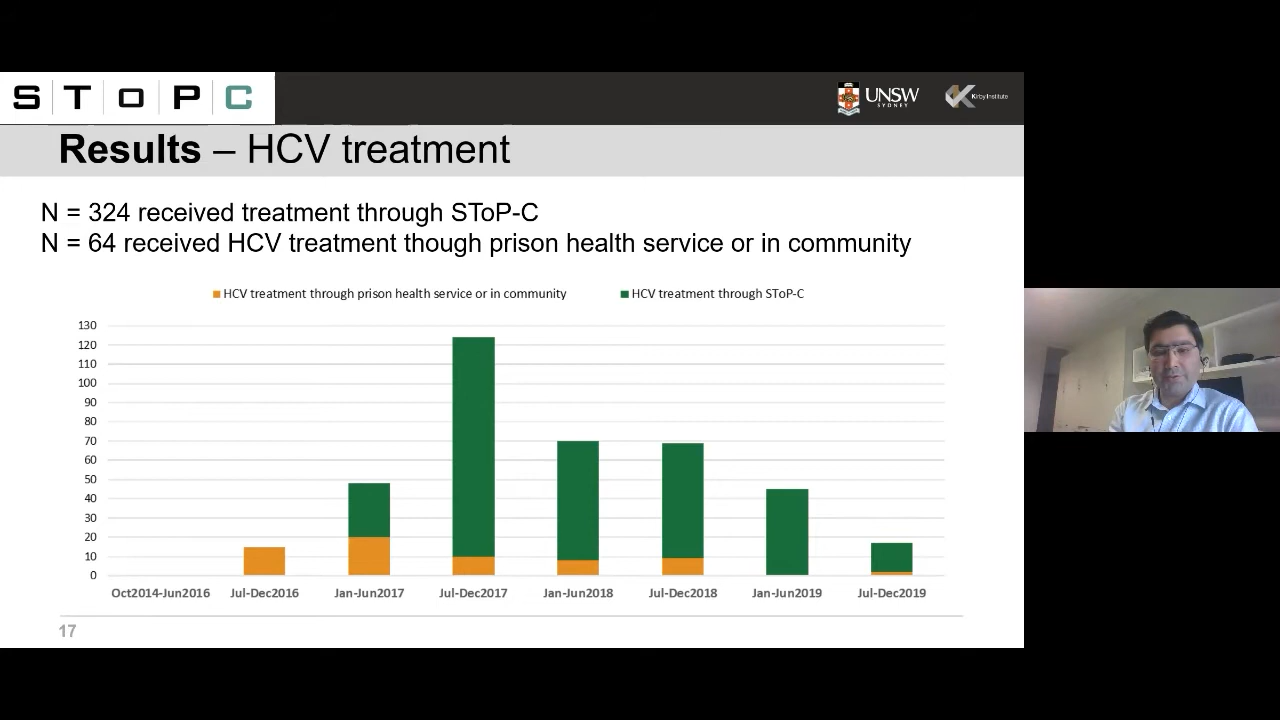 STOPC
UNSW
SYDNEY
Kirby Institute
Results – HCV treatment
N = 324 received treatment through SToP-C
N = 64 received HCV treatment though prison health service or in community
HCV treatment through prison health service or in community
HCV treatment through SToP-C
130
120
110
100
90
80
70
60
50
40
30
20
10
0
Oct2014-Jun2016 Jul-Dec2016 Jan-Jun2017 Jul-Dec2017 Jan-Jun2018 Jul-Dec2018 Jan-Jun2019 Jul-Dec2019
17